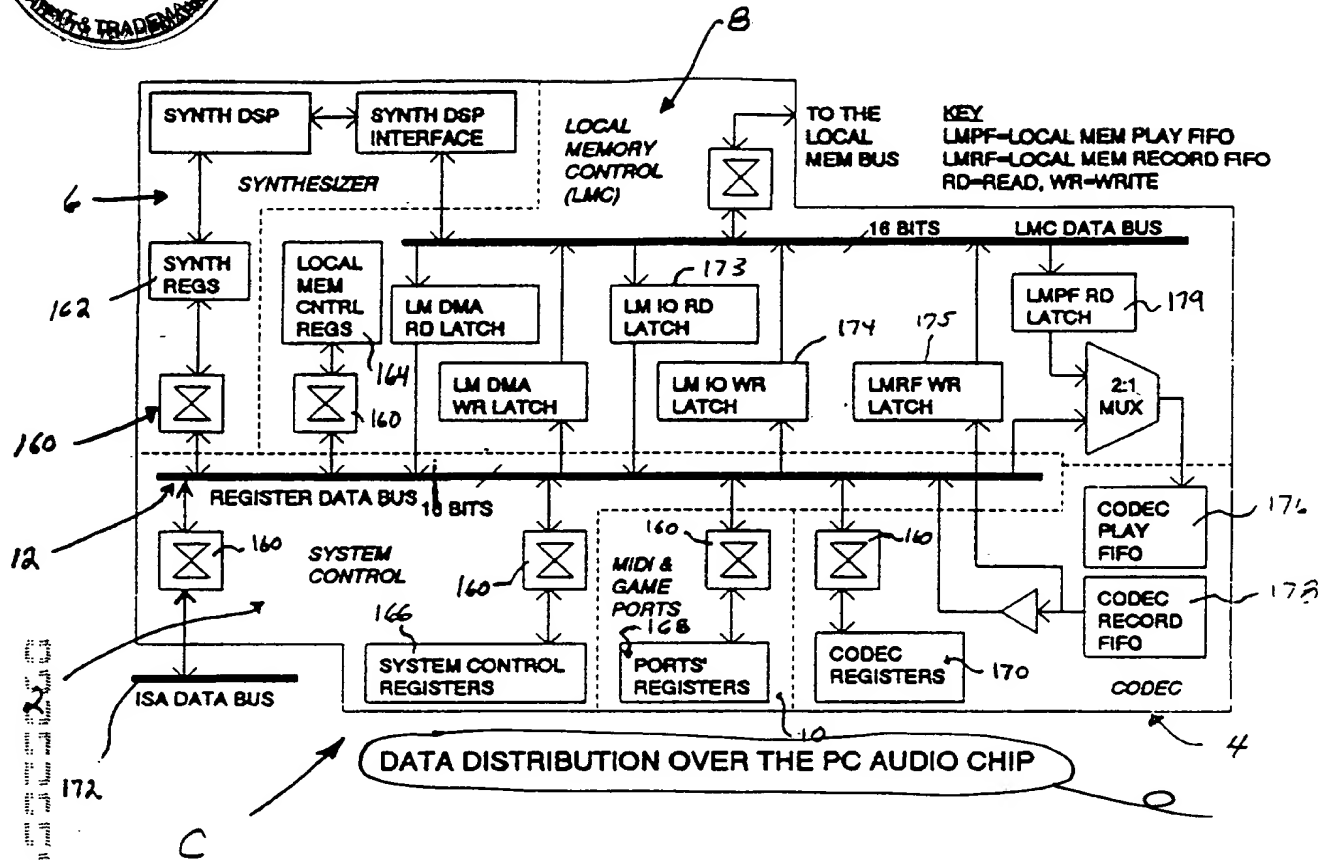 & TRADEMA
8
SYNTH DSP
SYNTH DSP
INTERFACE
LOCAL
MEMORY
CONTROL
(LMC)
TO THE
LOCAL
MEM BUS
KEY
LMPF=LOCAL MEM PLAY FIFO
LMRF=LOCAL MEM RECORD FIFO
RD=READ, WR=WRITE
6
SYNTHESIZER
16 BITS
LMC DATA BUS
SYNTH
REGS
162
LOCAL
MEM
CNTRL
REGS
164
LM DMA
RD LATCH
173
LM IO RD
LATCH
LMPF RD
LATCH
179
LM DMA
WR LATCH
174
LM IO WR
LATCH
175
LMRF WR
LATCH
2:1
MUX
160
160
12
REGISTER DATA BUS
16 BITS
160
SYSTEM
CONTROL
160
MIDI &
GAME
PORTS
160
160
CODEC
PLAY
FIFO
176
CODEC
RECORD
FIFO
178
166
SYSTEM CONTROL
REGISTERS
168
PORTS'
REGISTERS
10
CODEC
REGISTERS
170
CODEC
4
2
ISA DATA BUS
172
C
DATA DISTRIBUTION OVER THE PC AUDIO CHIP